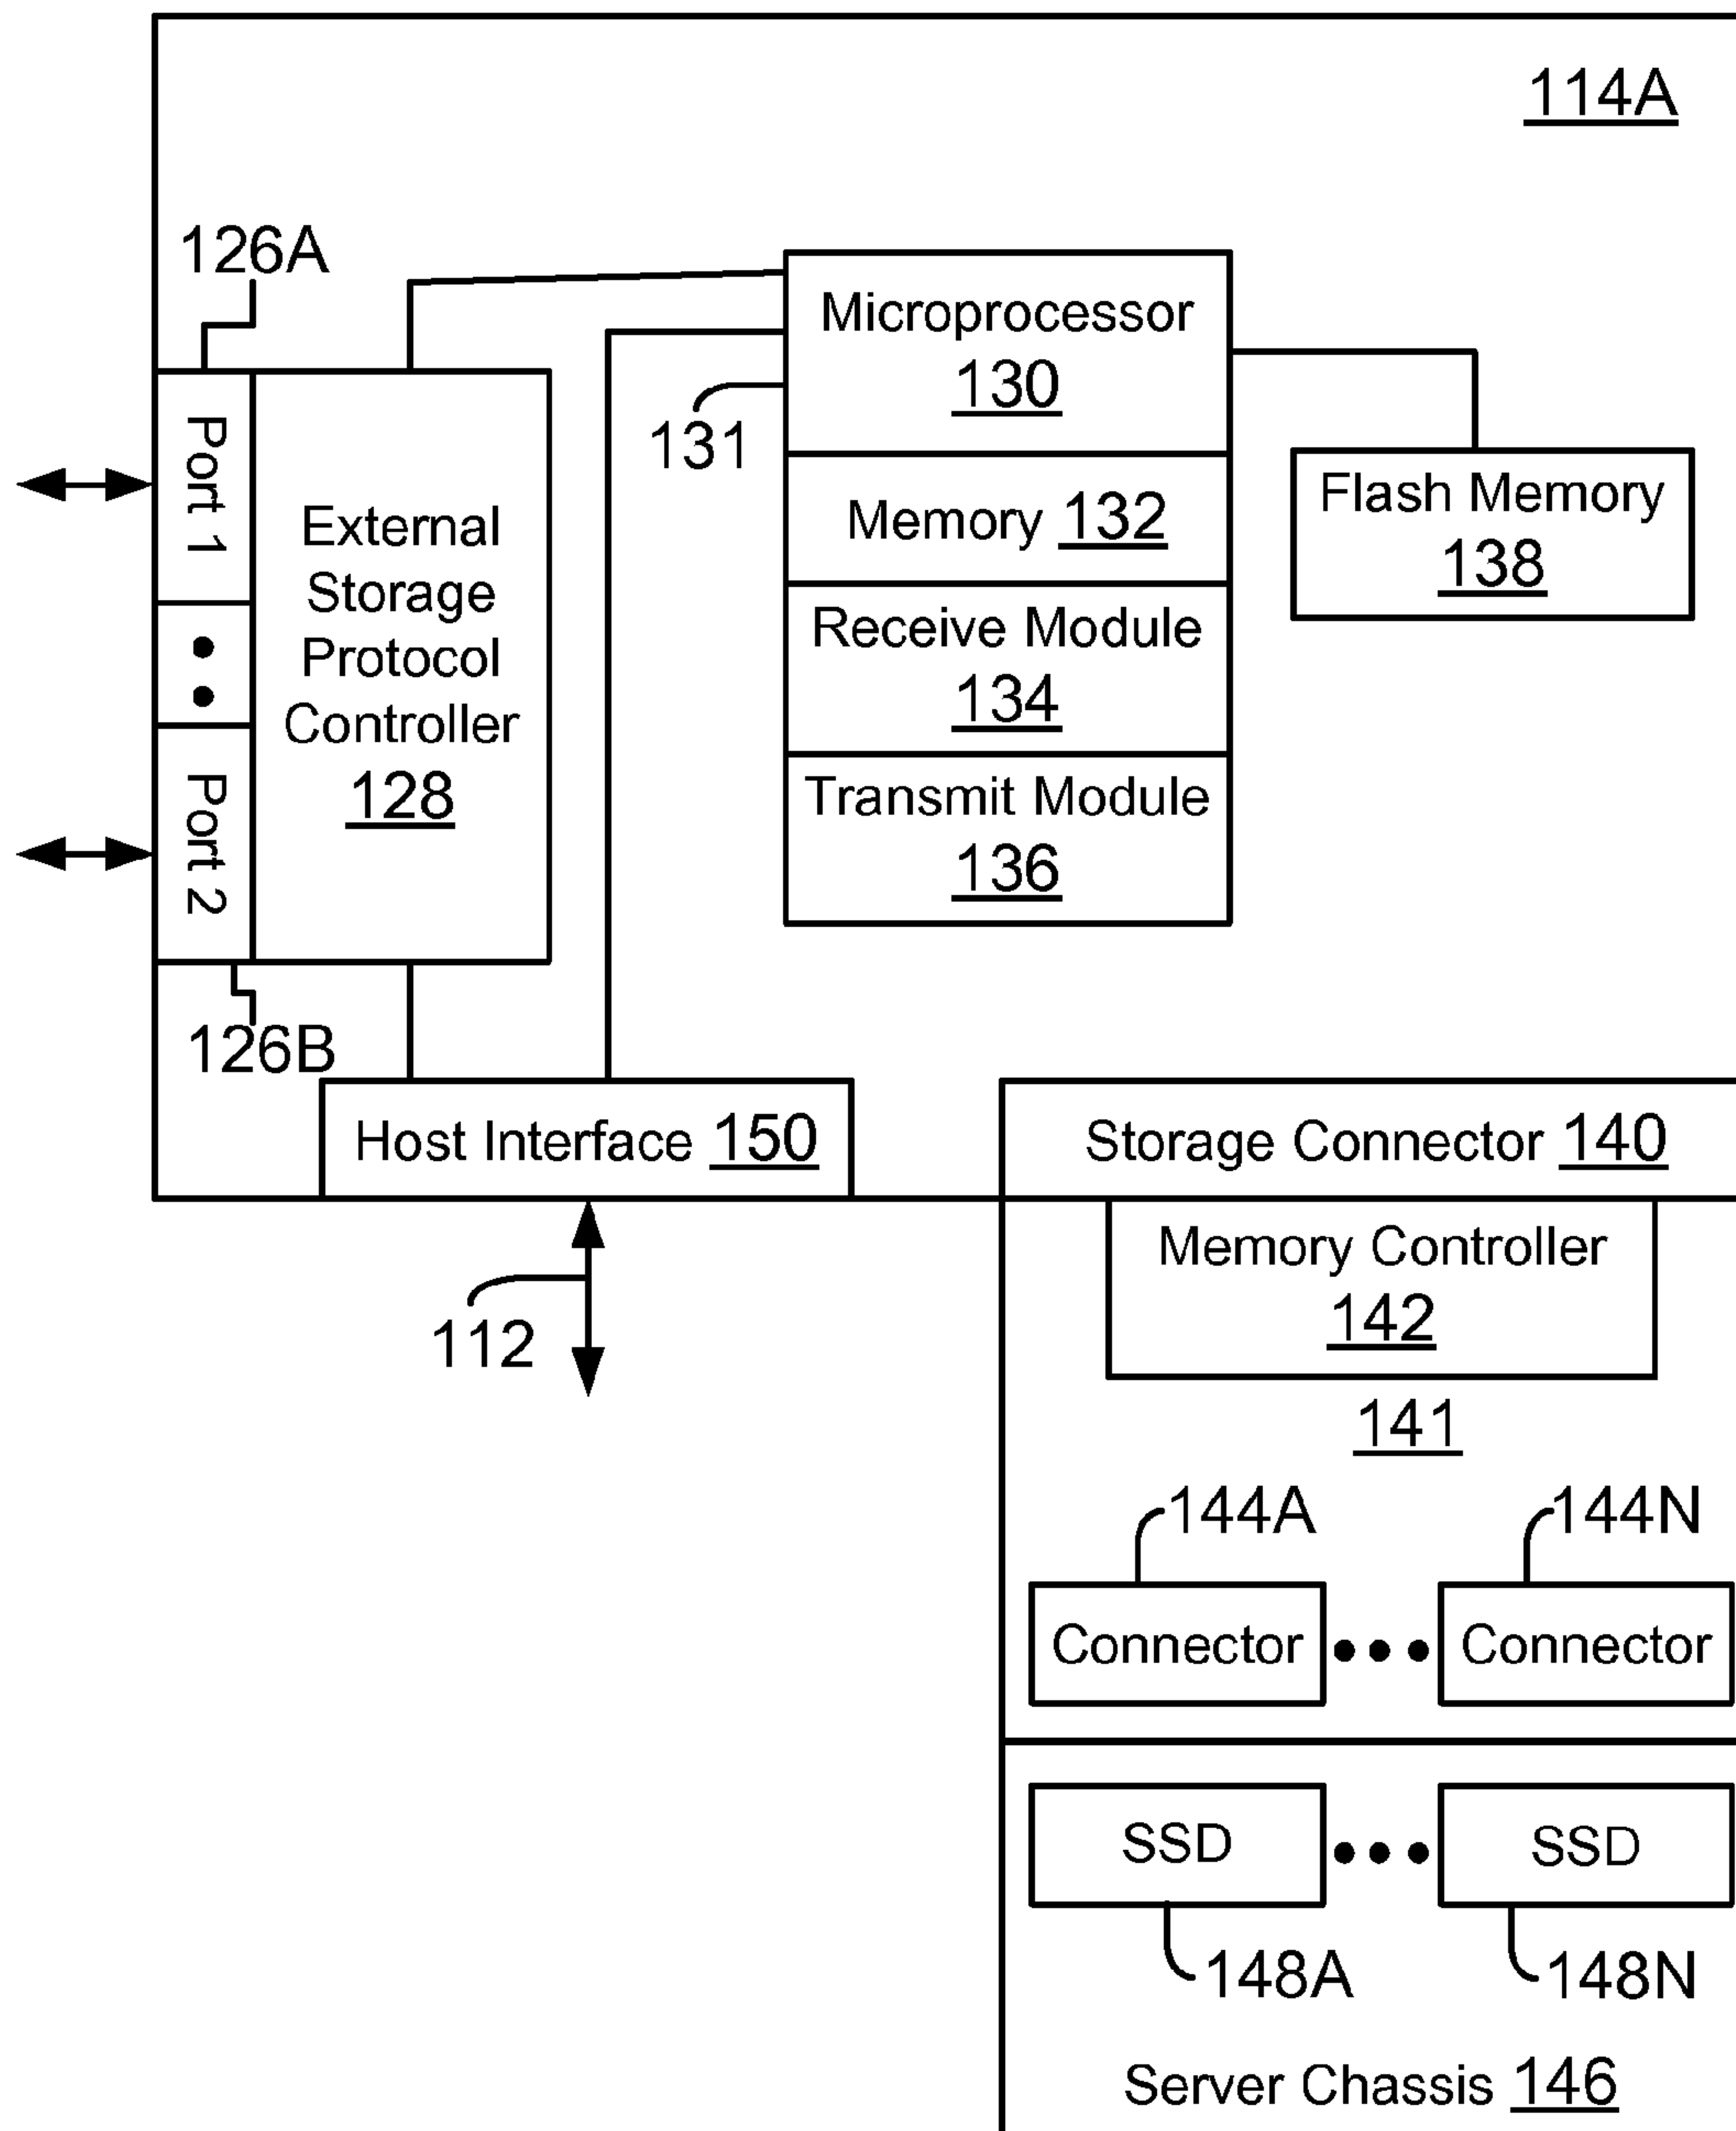 114A
126A
Microprocessor
130
131
Port 1
External
Storage
Protocol
Controller
128
Memory 132
Flash Memory
138
Receive Module
134
Port 2
Transmit Module
136
126B
Host Interface 150
Storage Connector 140
Memory Controller
142
112
141
144A
144N
Connector
Connector
SSD
SSD
148A
148N
Server Chassis 146